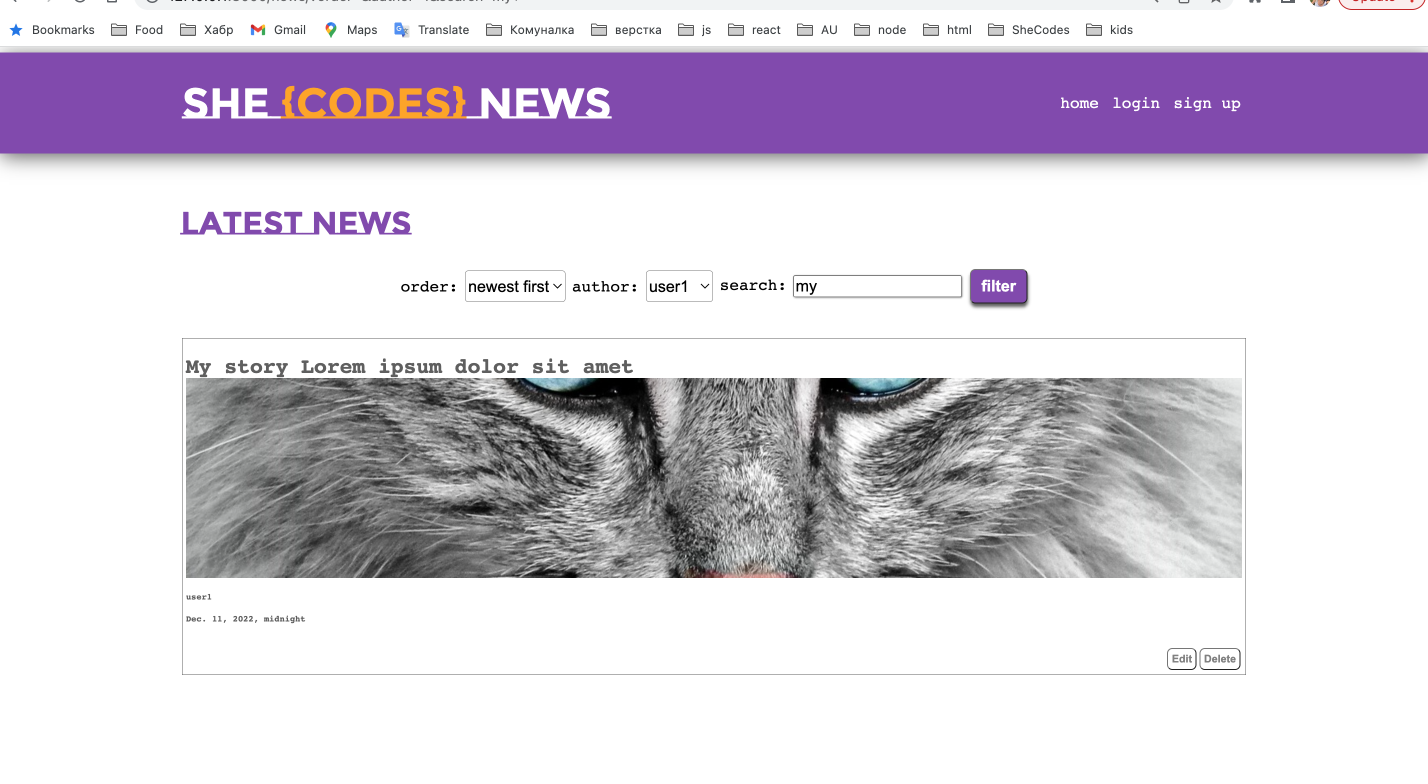 Bookmarks Food Хабр Gmail Maps Translate Комуналка верстка js react AU node html SheCodes kids
SHE {CODES} NEWS
home login sign up
LATEST NEWS
order: newest first author: user1 search: my filter
My story Lorem ipsum dolor sit amet
user1
Dec. 11, 2022, midnight
Edit Delete